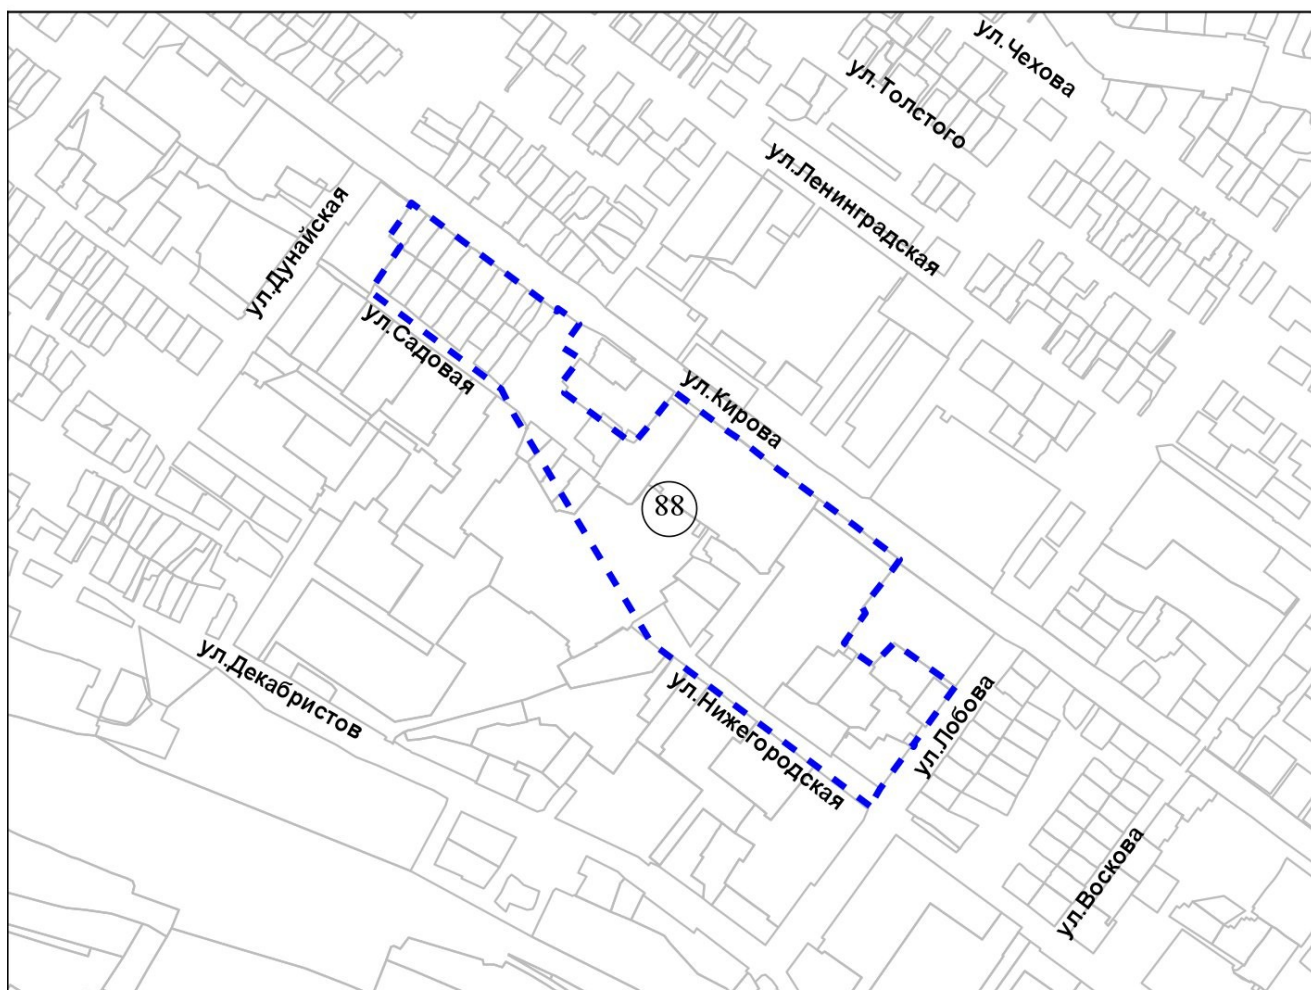 ул.Чехова
ул.Толстого
ул.Ленинградская
ул.Дунайская
ул.Садовая
ул.Кирова
88
ул.Декабристов
ул.Нижегородская
ул.Лобова
ул.Воскова